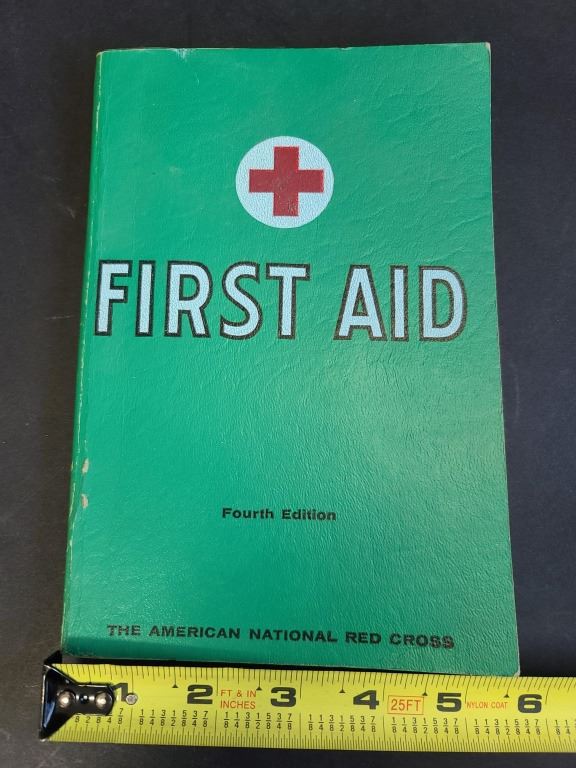 FIRST AID
Fourth Edition
THE AMERICAN NATIONAL RED CROSS
1 2 FT & IN 3 4 25FT 5 NYLON COAT 6
INCHES